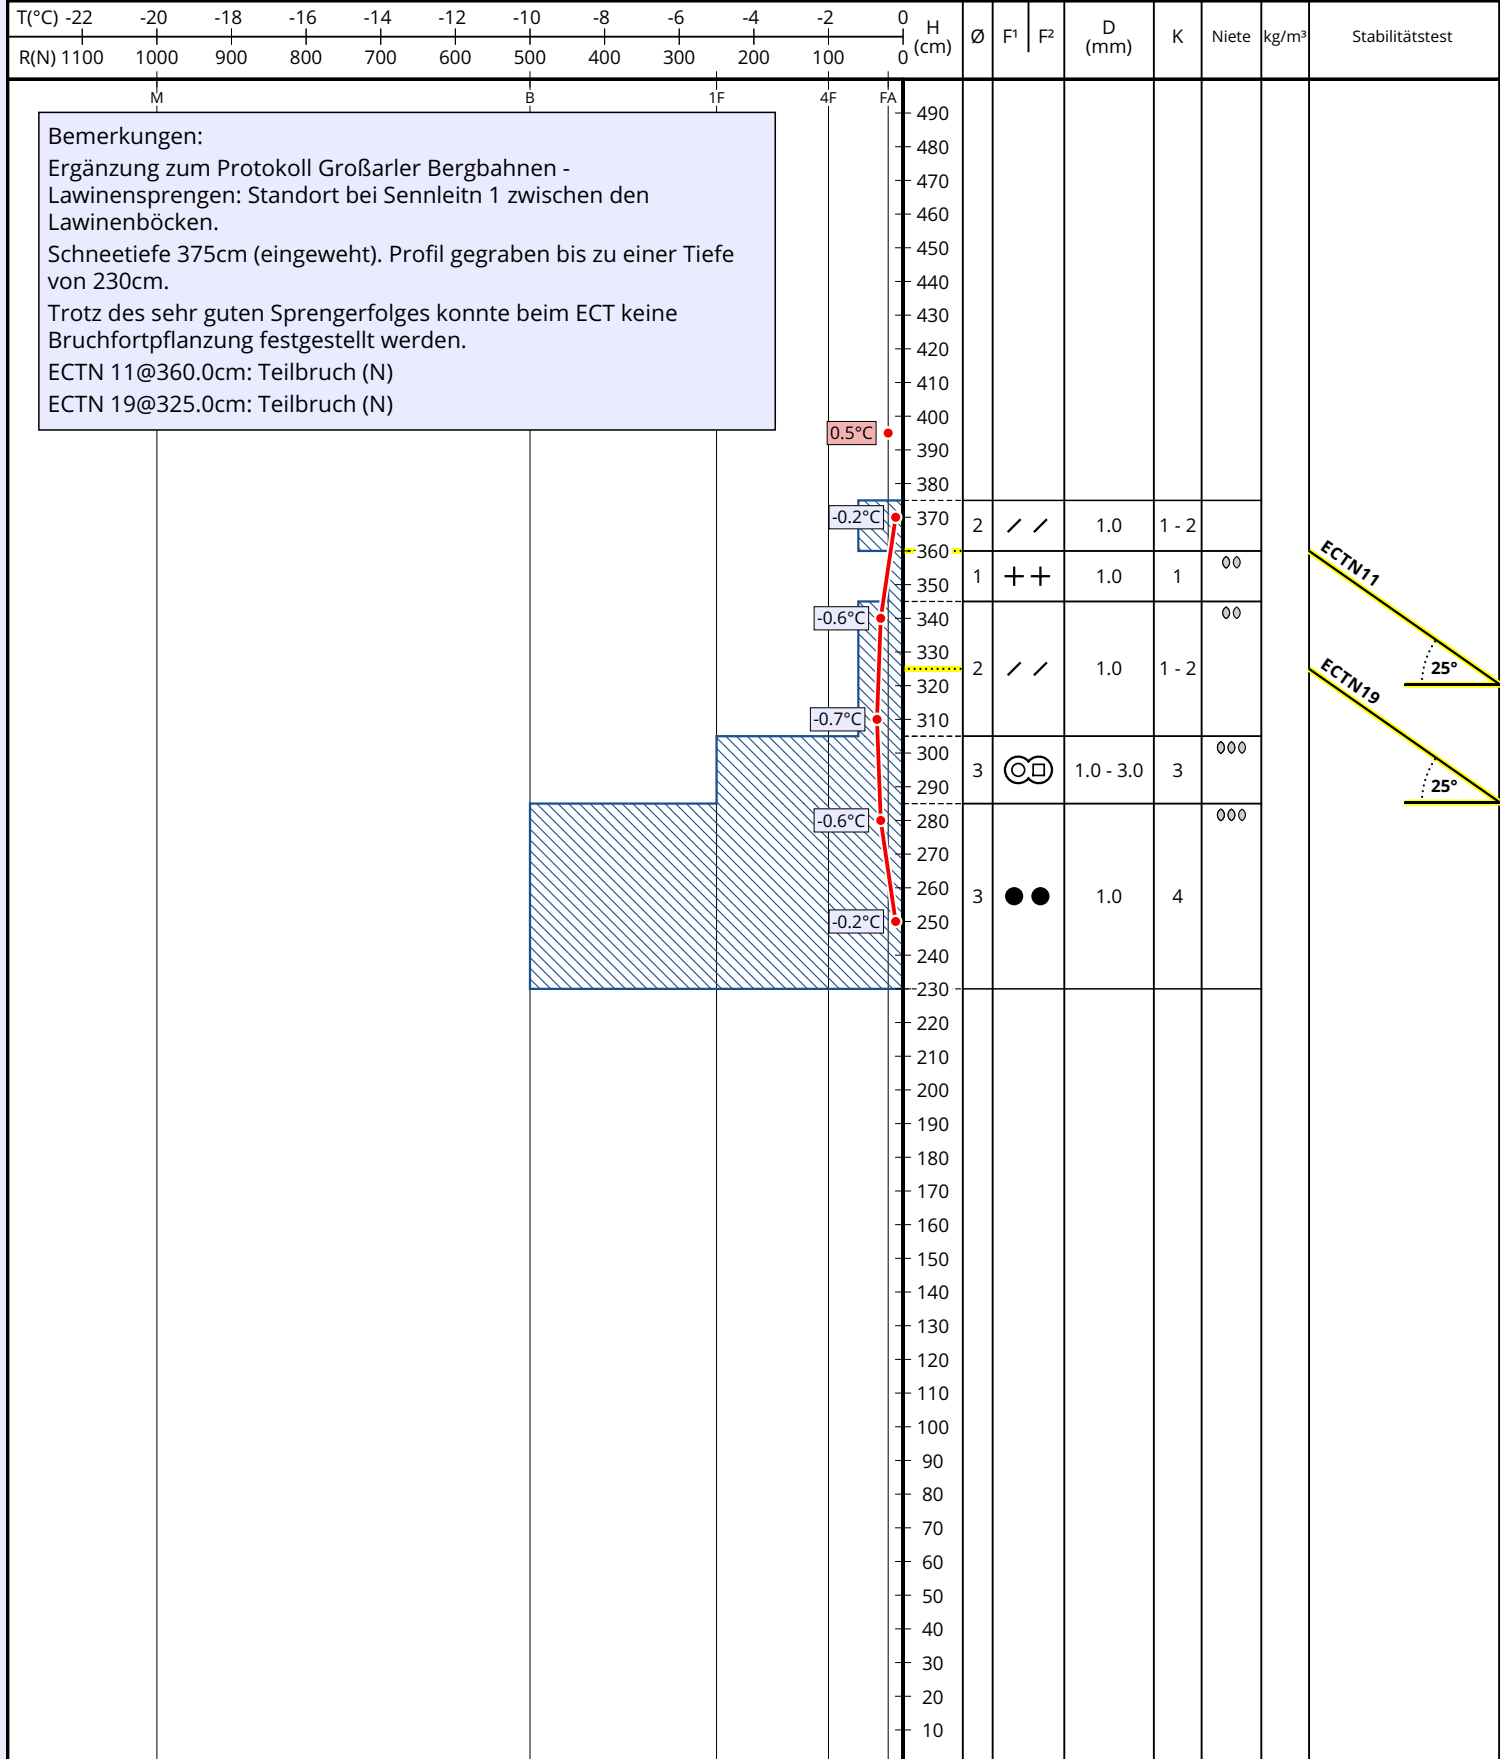 T(°C) -22 -20 -18 -16 -14 -12 -10 -8 -6 -4 -2 0
R(N) 1100 1000 900 800 700 600 500 400 300 200 100 0
H (cm) Ø F¹ F² D (mm) K Niete kg/m³ Stabilitätstest
M B 1F 4F FA
Bemerkungen:
Ergänzung zum Protokoll Großarler Bergbahnen -
Lawinensprengen: Standort bei Sennleitn 1 zwischen den
Lawinenböcken.
Schneetiefe 375cm (eingeweht). Profil gegraben bis zu einer Tiefe
von 230cm.
Trotz des sehr guten Sprengerfolges konnte beim ECT keine
Bruchfortpflanzung festgestellt werden.
ECTN 11@360.0cm: Teilbruch (N)
ECTN 19@325.0cm: Teilbruch (N)
490
480
470
460
450
440
430
420
410
400
0.5°C
390
380
-0.2°C 370 2 1.0 1 - 2
360
ECTN11
350 1 1.0 1
-0.6°C 340
330
2 1.0 1 - 2 25°
320
ECTN19
-0.7°C 310
300
3 1.0 - 3.0 3
290 25°
-0.6°C 280
270
260
3 1.0 4
-0.2°C 250
240
230
220
210
200
190
180
170
160
150
140
130
120
110
100
90
80
70
60
50
40
30
20
10